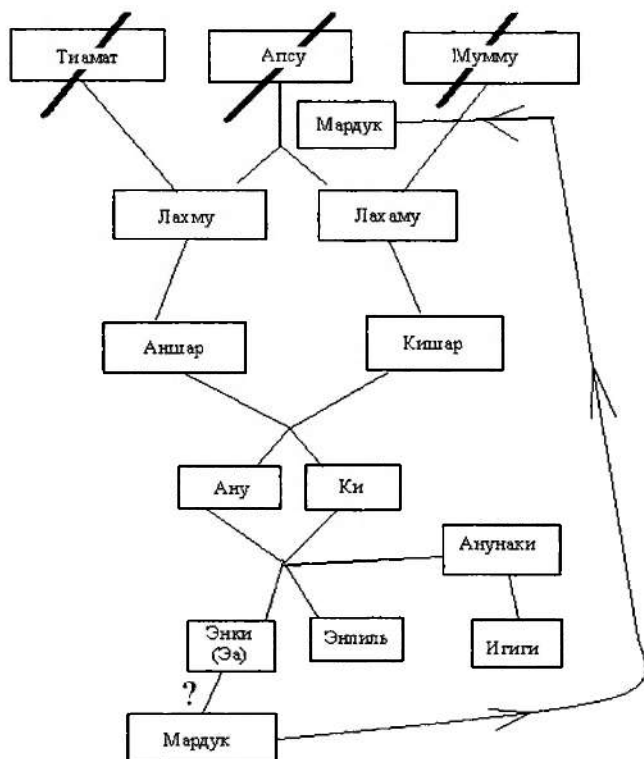 Тиамат
Апсу
Мумму
Мардук
Лахму
Лахаму
Аншар
Кишар
Ану
Ки
Анунаки
Энки
(Эа)
Энлиль
Игиги
?
Мардук